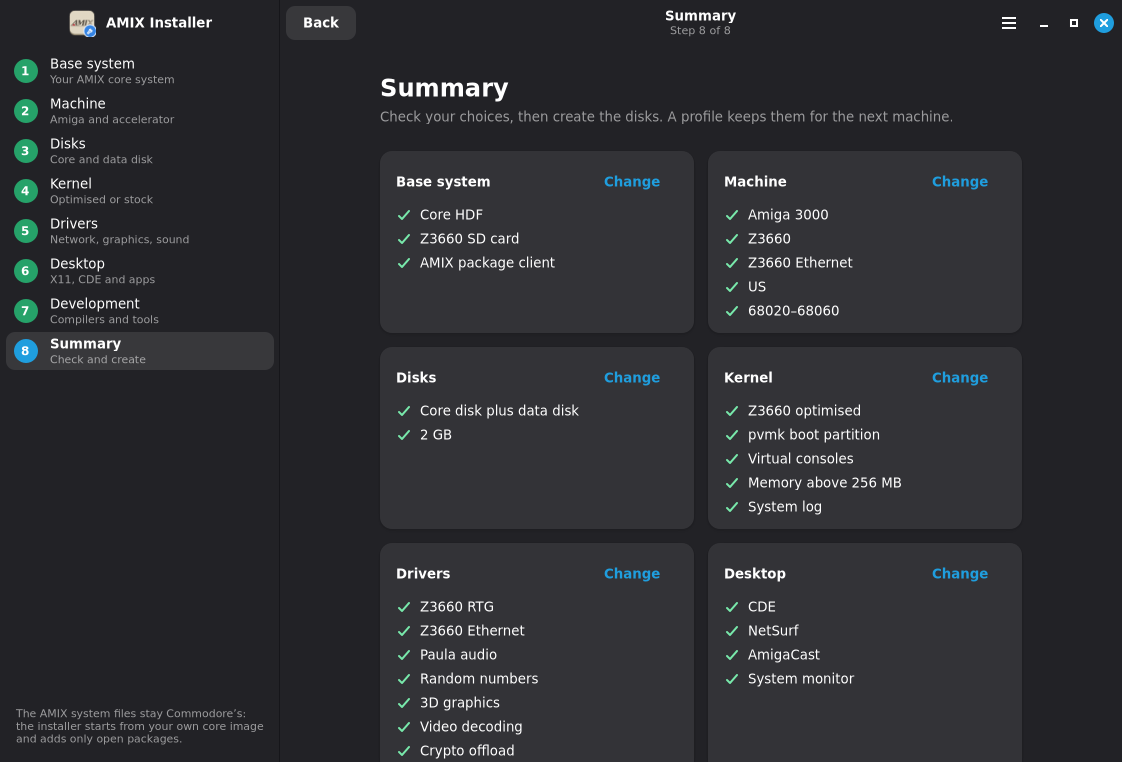 AMIX
AMIX Installer
Back
Summary
Step 8 of 8
1
Base system
Your AMIX core system
2
Machine
Amiga and accelerator
3
Disks
Core and data disk
4
Kernel
Optimised or stock
5
Drivers
Network, graphics, sound
6
Desktop
X11, CDE and apps
7
Development
Compilers and tools
8
Summary
Check and create
The AMIX system files stay Commodore’s:
the installer starts from your own core image
and adds only open packages.
Summary
Check your choices, then create the disks. A profile keeps them for the next machine.
Base system Change
Core HDF
Z3660 SD card
AMIX package client
Machine Change
Amiga 3000
Z3660
Z3660 Ethernet
US
68020–68060
Disks Change
Core disk plus data disk
2 GB
Kernel Change
Z3660 optimised
pvmk boot partition
Virtual consoles
Memory above 256 MB
System log
Drivers Change
Z3660 RTG
Z3660 Ethernet
Paula audio
Random numbers
3D graphics
Video decoding
Crypto offload
Desktop Change
CDE
NetSurf
AmigaCast
System monitor